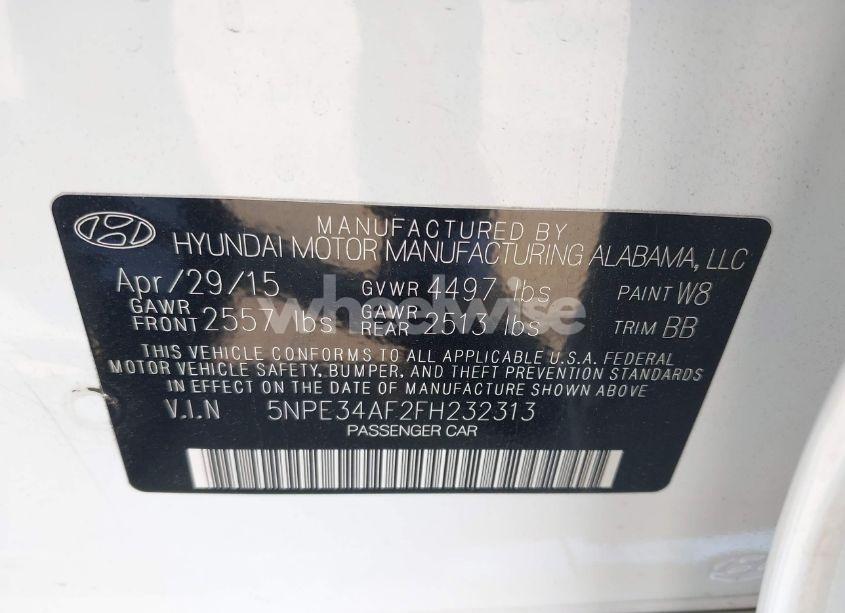 MANUFACTURED BY
HYUNDAI MOTOR MANUFACTURING ALABAMA, LLC
Apr/29/15 GVWR 4497 lbs PAINT W8
GAWR FRONT 2557 lbs GAWR REAR 2513 lbs TRIM BB
wheelwise
THIS VEHICLE CONFORMS TO ALL APPLICABLE U.S.A. FEDERAL
MOTOR VEHICLE SAFETY, BUMPER, AND THEFT PREVENTION STANDARDS
IN EFFECT ON THE DATE OF MANUFACTURE SHOWN ABOVE
V.I.N 5NPE34AF2FH232313
PASSENGER CAR